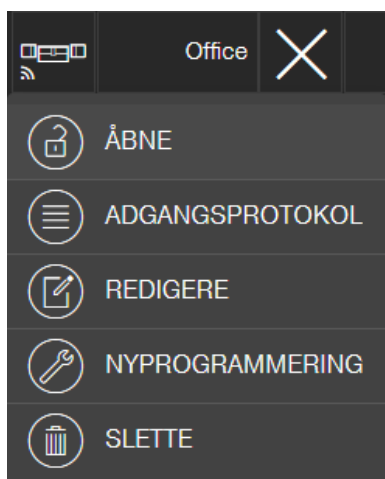 Office
ÅBNE
ADGANGSPROTOKOL
REDIGERE
NYPROGRAMMERING
SLETTE